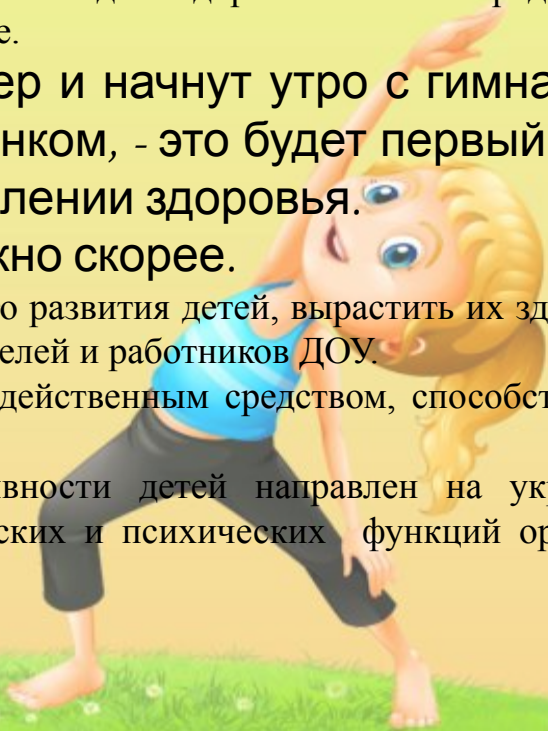 е.
ер и начнут утро с гимна
нком, - это будет первый
лении здоровья.
жно скорее.
о развития детей, вырастить их зд
елей и работников ДОУ.
действенным средством, способст
вности детей направлен на ук
ских и психических функций ор